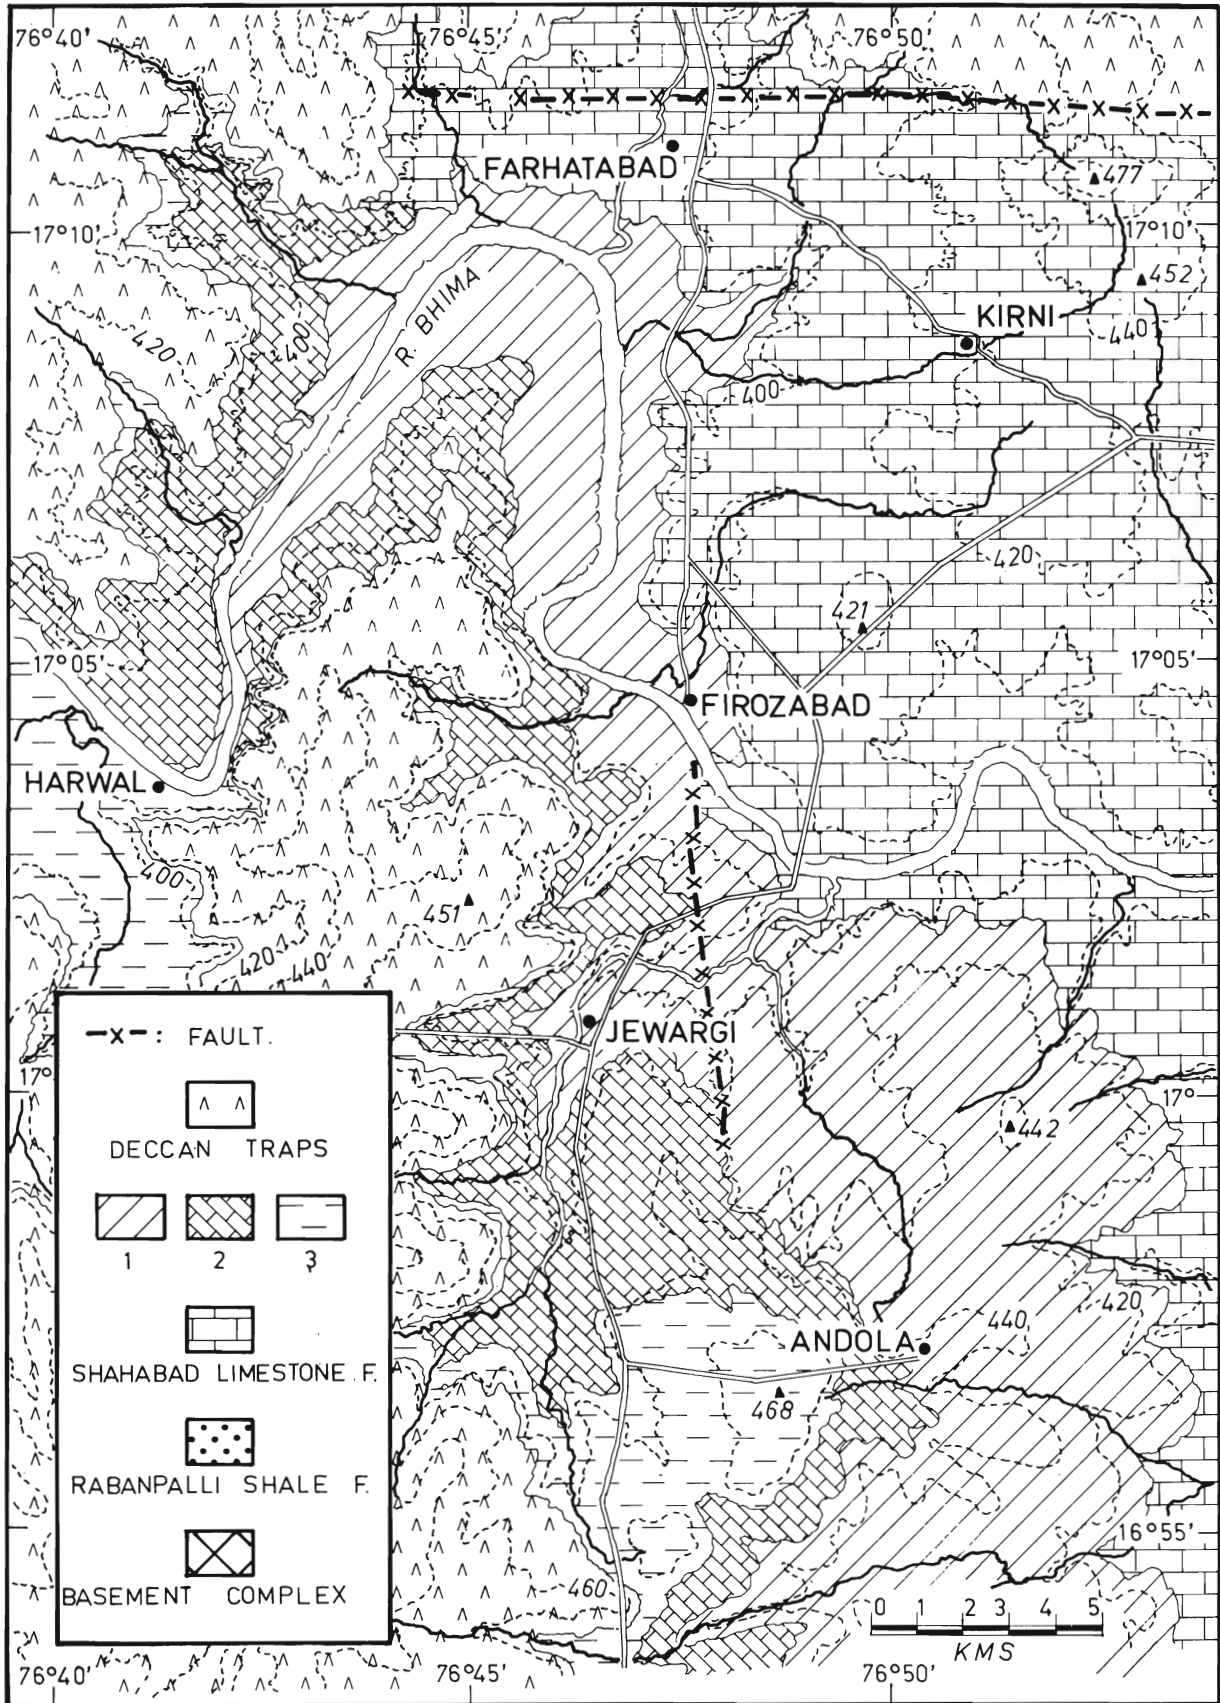 76°40'
76°45'
76°50'
FARHATABAD
477
17°10'
17°10'
452
R. BHIMA
KIRNI
420
400
440
400
420
421
17°05'
17°05'
FIROZABAD
HARWAL
400
451
420
440
FAULT.
JEWARGI
17°
17°
442
DECCAN TRAPS
1 2 3
420
440
SHAHABAD LIMESTONE F.
ANDOLA
468
RABANPALLI SHALE F.
16°55'
BASEMENT COMPLEX
460
0 1 2 3 4 5
KMS
76°40'
76°45'
76°50'